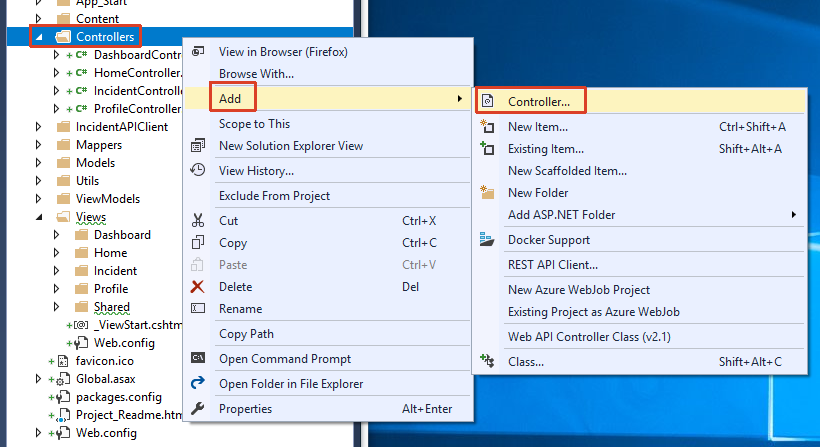 App_Start
Content
Controllers
DashboardContr
HomeController.
IncidentControll
ProfileController
IncidentAPIClient
Mappers
Models
Utils
ViewModels
Views
Dashboard
Home
Incident
Profile
Shared
_ViewStart.cshtm
Web.config
favicon.ico
Global.asax
packages.config
Project_Readme.htm
Web.config
View in Browser (Firefox)
Browse With...
Add
Scope to This
New Solution Explorer View
View History...
Exclude From Project
Cut Ctrl+X
Copy Ctrl+C
Paste Ctrl+V
Delete Del
Rename
Copy Path
Open Command Prompt
Open Folder in File Explorer
Properties Alt+Enter
Controller...
New Item... Ctrl+Shift+A
Existing Item... Shift+Alt+A
New Scaffolded Item...
New Folder
Add ASP.NET Folder
Docker Support
REST API Client...
New Azure WebJob Project
Existing Project as Azure WebJob
Web API Controller Class (v2.1)
Class... Shift+Alt+C